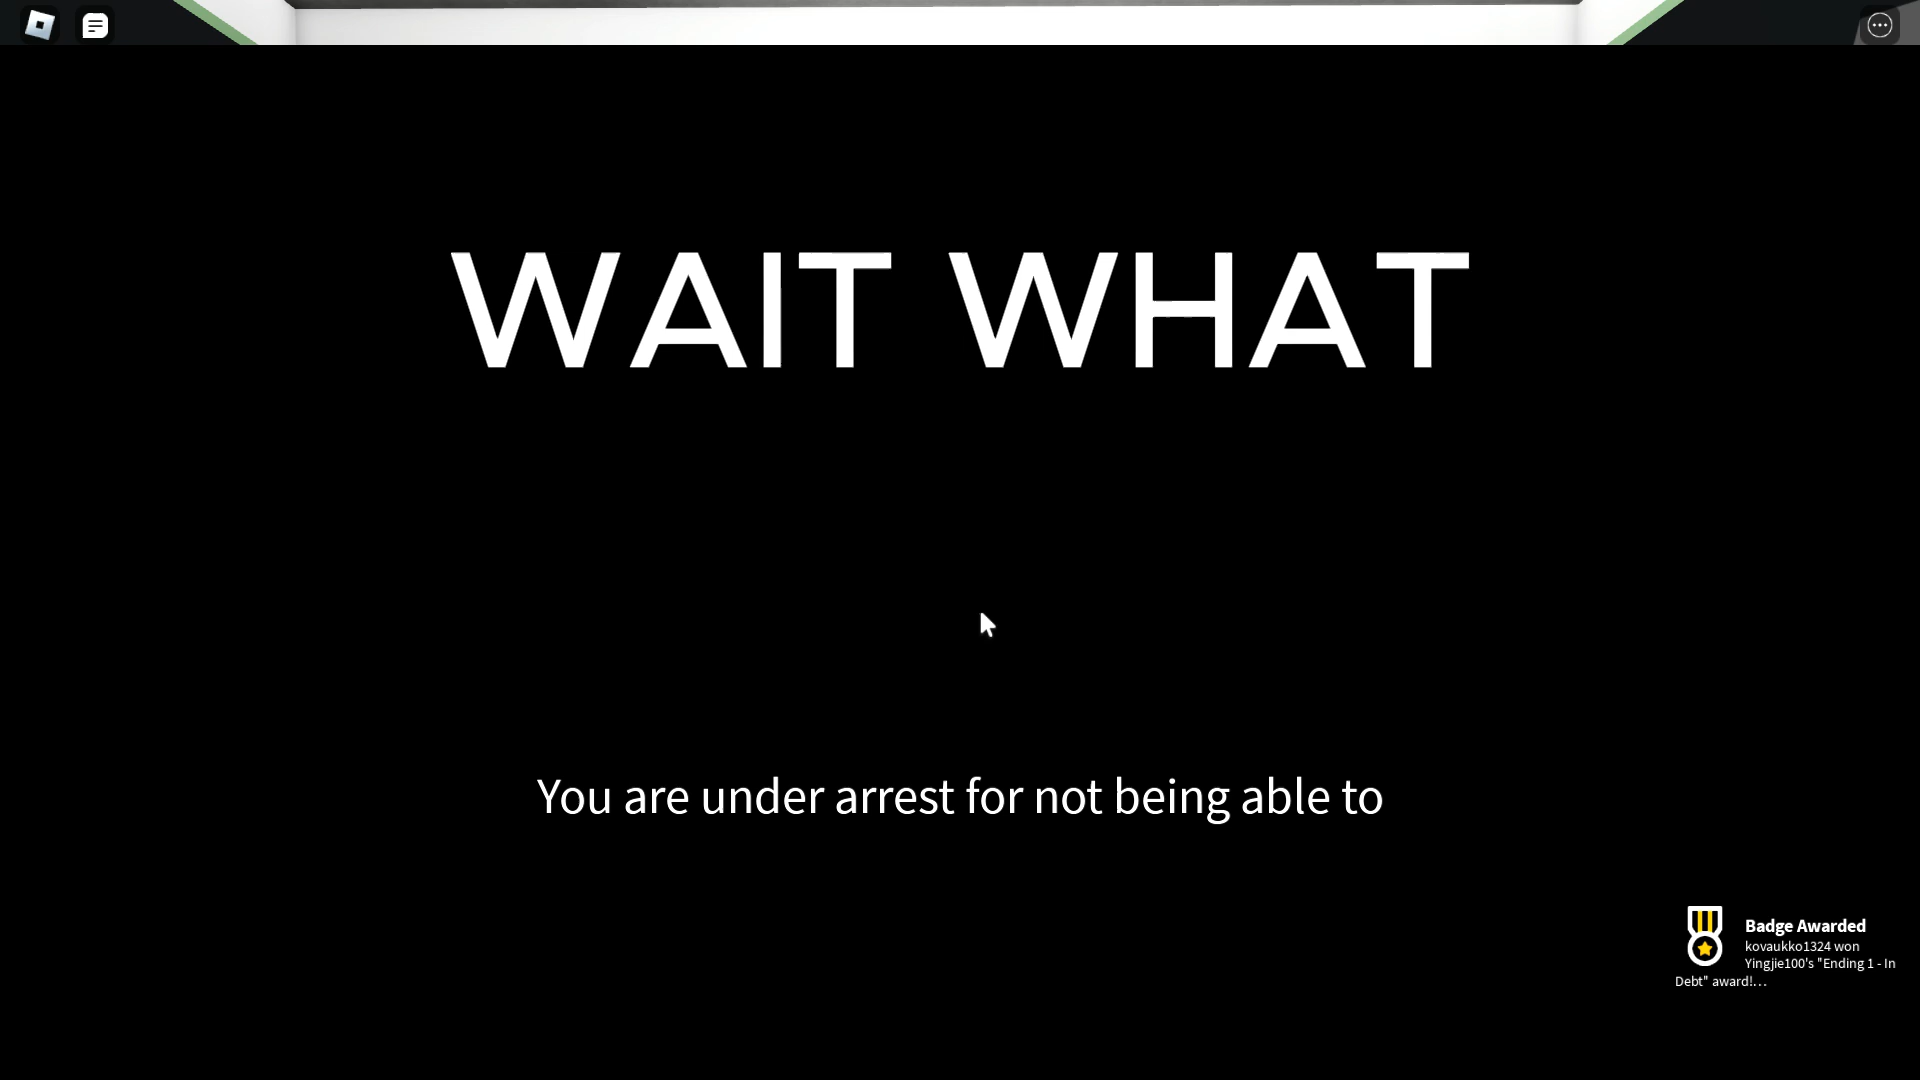 WAIT WHAT
You are under arrest for not being able to
Badge Awarded
kovaukko1324 won
Yingjie100's "Ending 1 - In
Debt" award!...